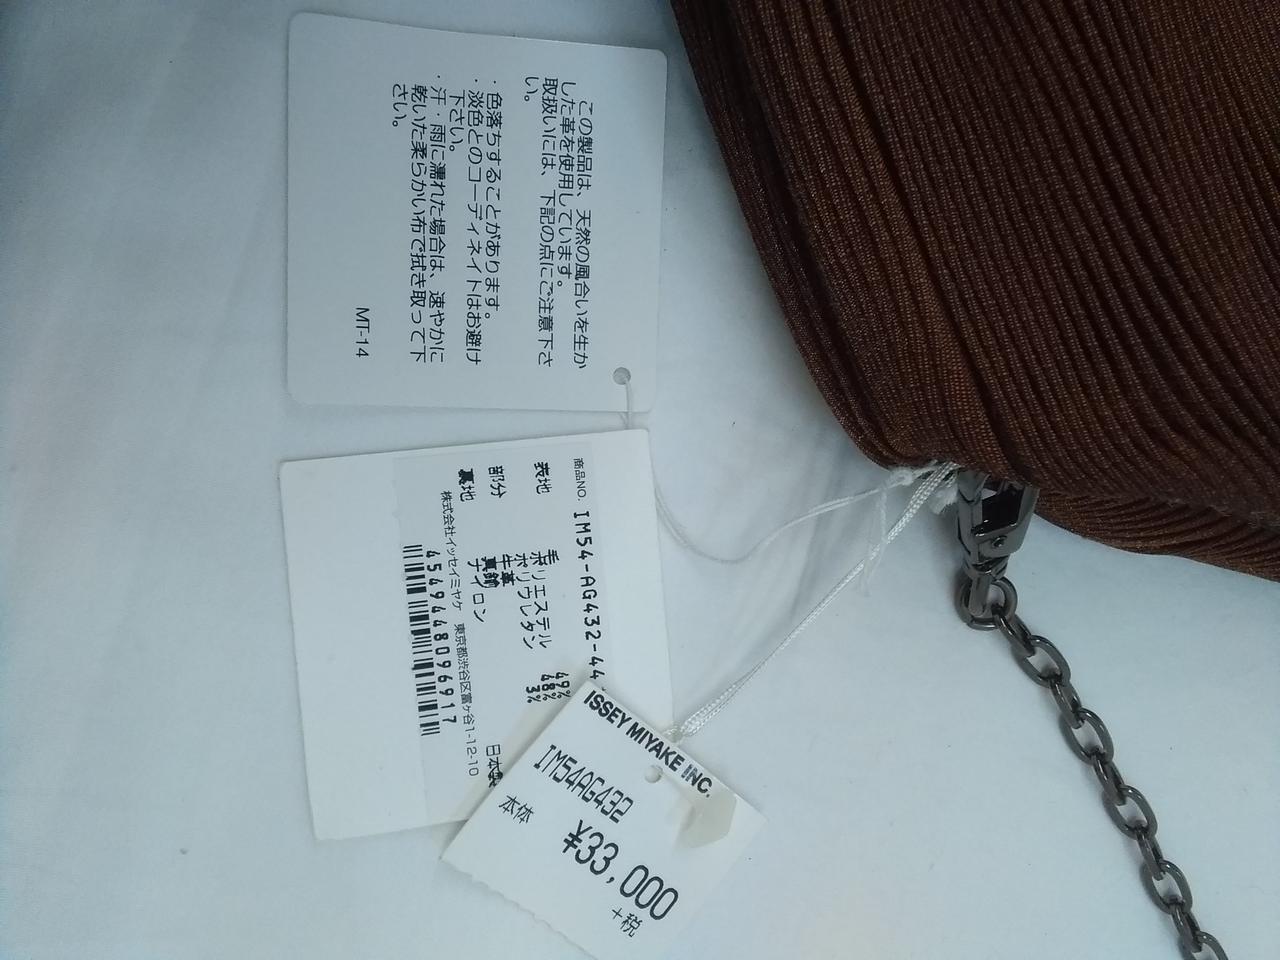 この製品は、天然の風合いを生か
した革を使用しています。
取扱いには、下記の点にご注意下さ
い。
・色落ちすることがあります。
・淡色とのコーディネイトはお避け
下さい。
・汗・雨に濡れた場合は、速やかに
乾いた柔らかい布で拭き取って下
さい。
MT-14
商品NO. IM54-AG432-44
表地 毛 49%
ポリエステル 48%
ポリウレタン 3%
部分 牛革
真鍮
裏地 ナイロン
日本製
株式会社イッセイミヤケ 東京都渋谷区富ヶ谷1-12-10
4549448096917
ISSEY MIYAKE INC.
IM54AG432
本体
¥33,000
+税